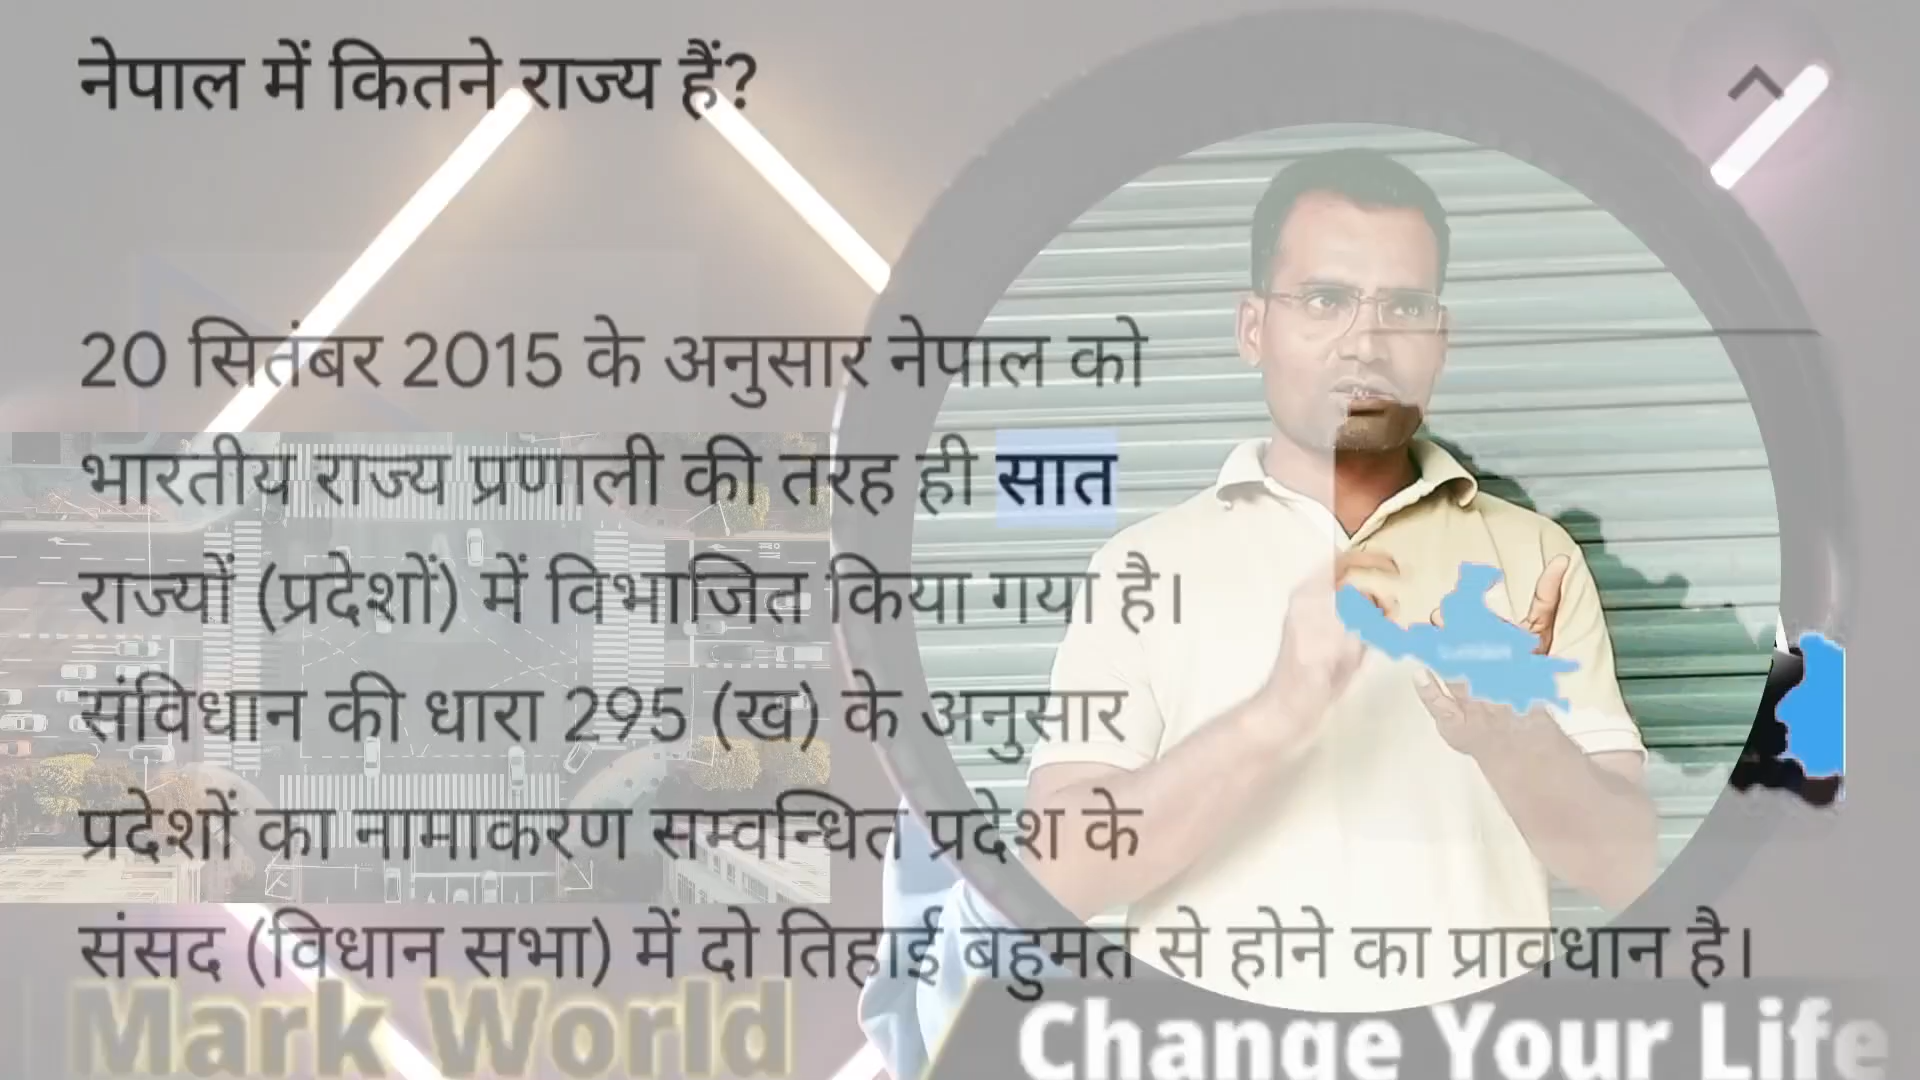 नेपाल में कितने राज्य हैं?
20 सितंबर 2015 के अनुसार नेपाल को
भारतीय राज्य प्रणाली की तरह ही सात
राज्यों (प्रदेशों) में विभाजित किया गया है।
संविधान की धारा 295 (ख) के अनुसार
प्रदेशों का नामाकरण सम्वन्धित प्रदेश के
संसद (विधान सभा) में दो तिहाई बहुमत से होने का प्रावधान है।
Mark World
Change Your Life